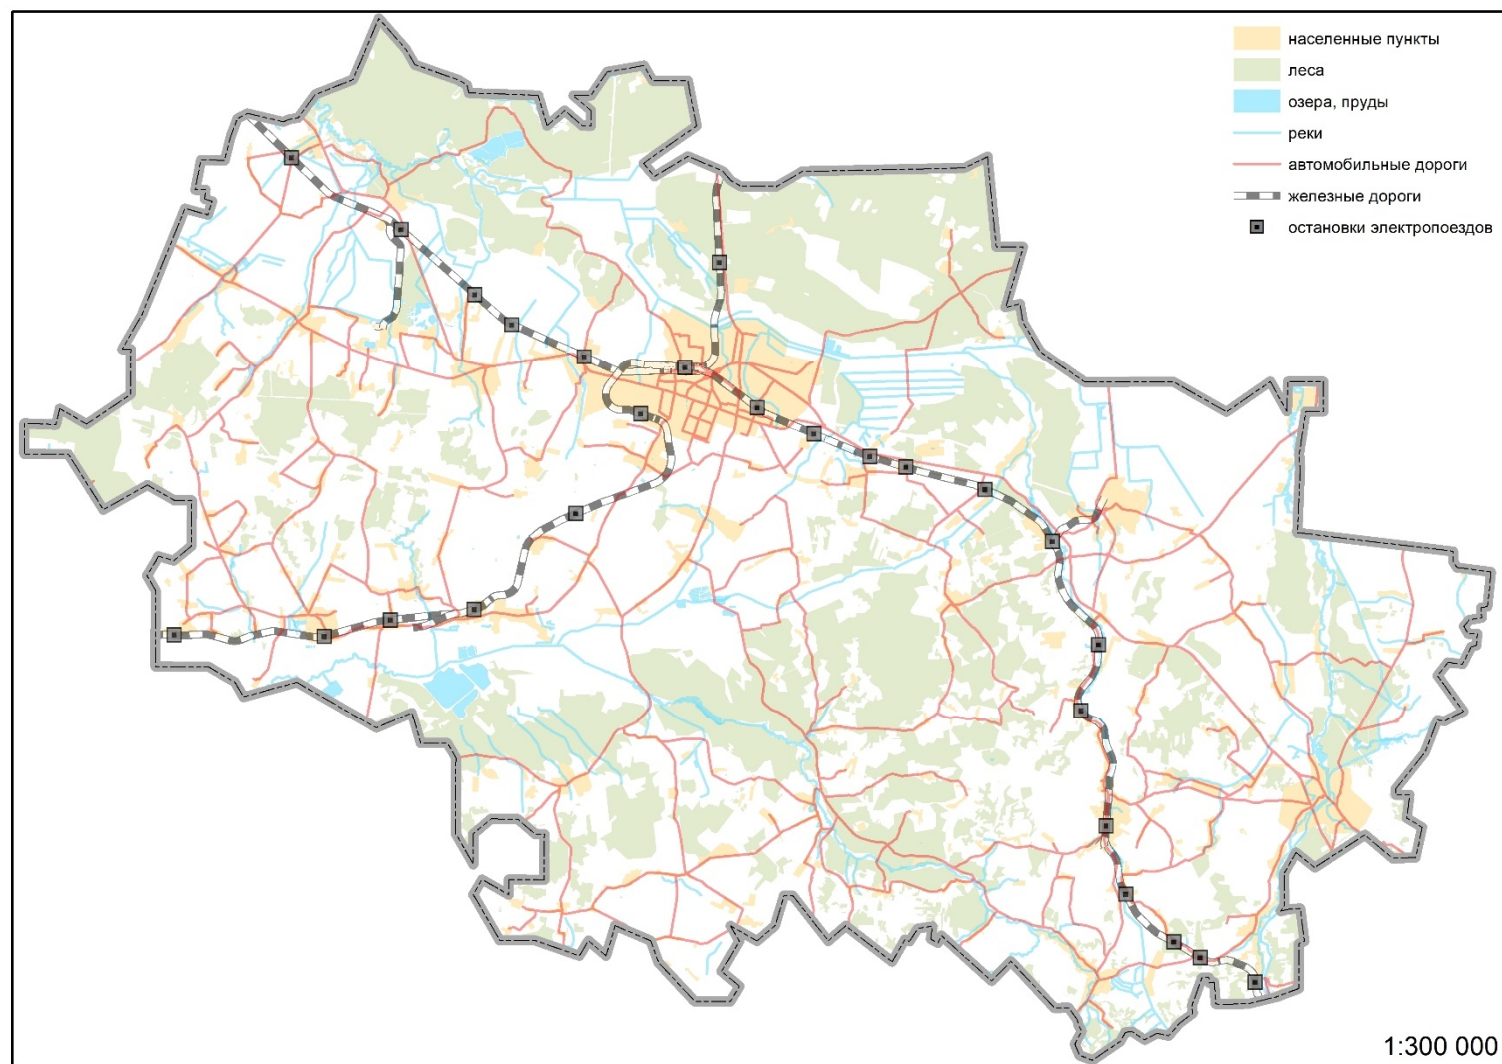 населенные пункты
леса
озера, пруды
реки
автомобильные дороги
железные дороги
остановки электропоездов
1:300 000